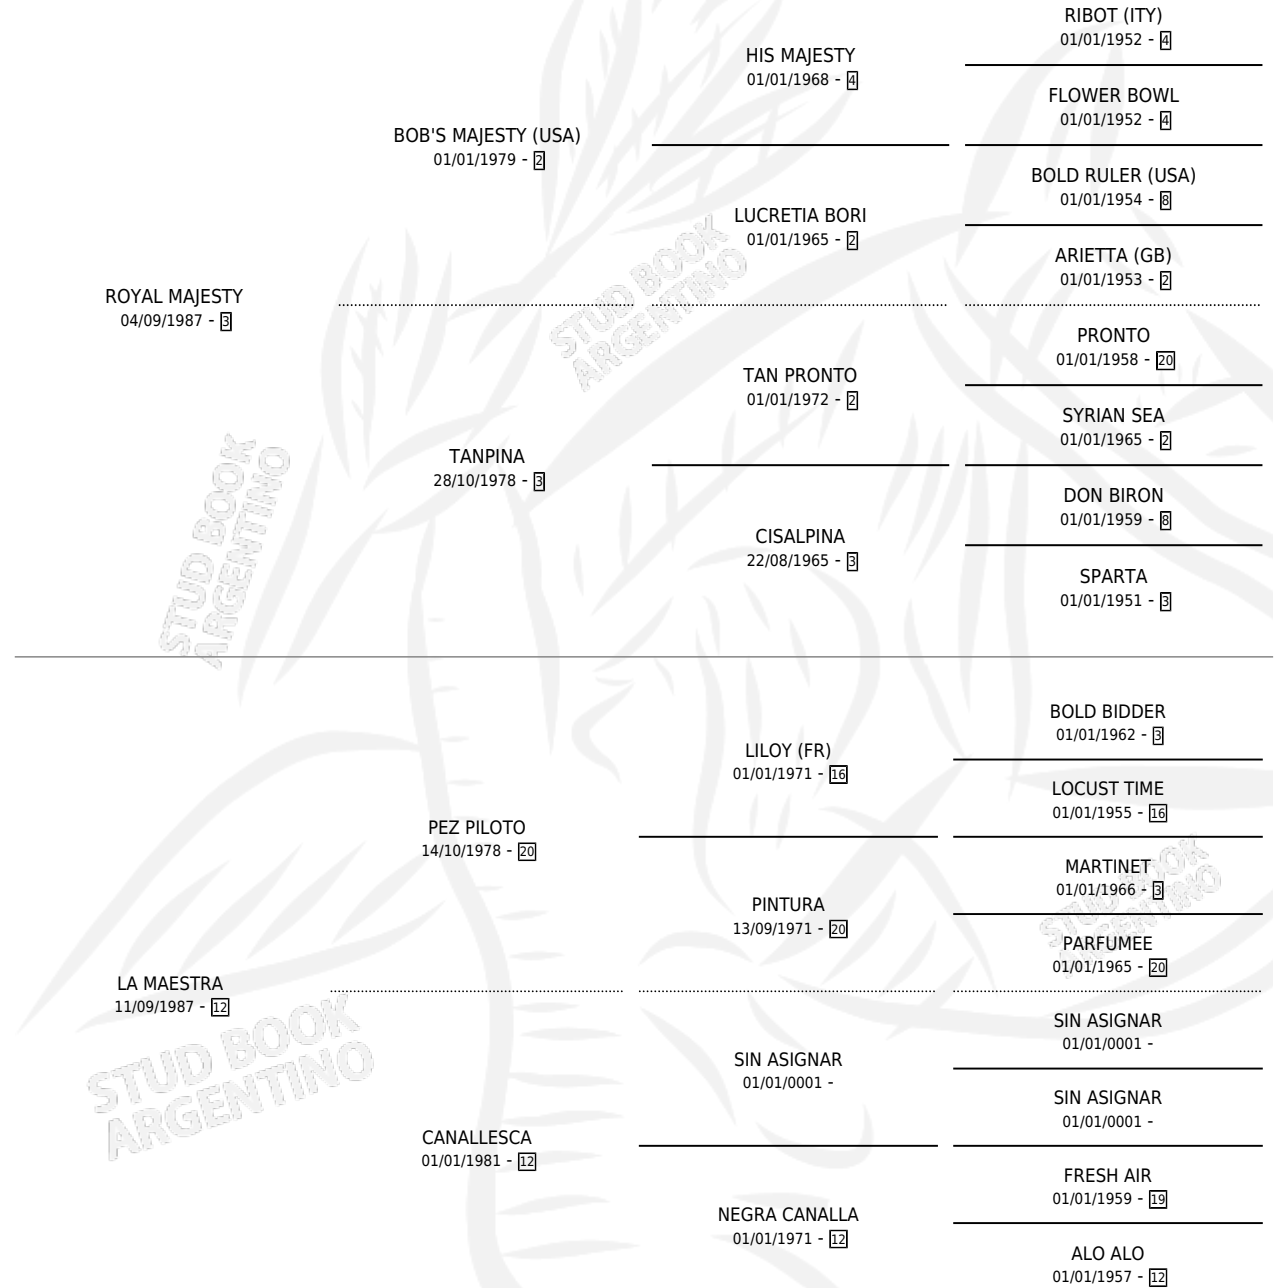 RIBOT (ITY)
01/01/1952 - 4
HIS MAJESTY
01/01/1968 - 4
FLOWER BOWL
01/01/1952 - 4
BOB'S MAJESTY (USA)
01/01/1979 - 2
BOLD RULER (USA)
01/01/1954 - 8
LUCRETIA BORI
01/01/1965 - 2
ARIETTA (GB)
01/01/1953 - 2
ROYAL MAJESTY
04/09/1987 - 3
PRONTO
01/01/1958 - 20
TAN PRONTO
01/01/1972 - 2
SYRIAN SEA
01/01/1965 - 2
TANPINA
28/10/1978 - 3
DON BIRON
01/01/1959 - 8
CISALPINA
22/08/1965 - 3
SPARTA
01/01/1951 - 3
BOLD BIDDER
01/01/1962 - 3
LILOY (FR)
01/01/1971 - 16
LOCUST TIME
01/01/1955 - 16
PEZ PILOTO
14/10/1978 - 20
MARTINET
01/01/1966 - 3
PINTURA
13/09/1971 - 20
PARFUMEE
01/01/1965 - 20
LA MAESTRA
11/09/1987 - 12
SIN ASIGNAR
01/01/0001 -
SIN ASIGNAR
01/01/0001 -
SIN ASIGNAR
01/01/0001 -
CANALLESCA
01/01/1981 - 12
FRESH AIR
01/01/1959 - 19
NEGRA CANALLA
01/01/1971 - 12
ALO ALO
01/01/1957 - 12
STUD BOOK
ARGENTINO
STUD BOOK
ARGENTINO
STUD BOOK
ARGENTINO
STUD BOOK
ARGENTINO